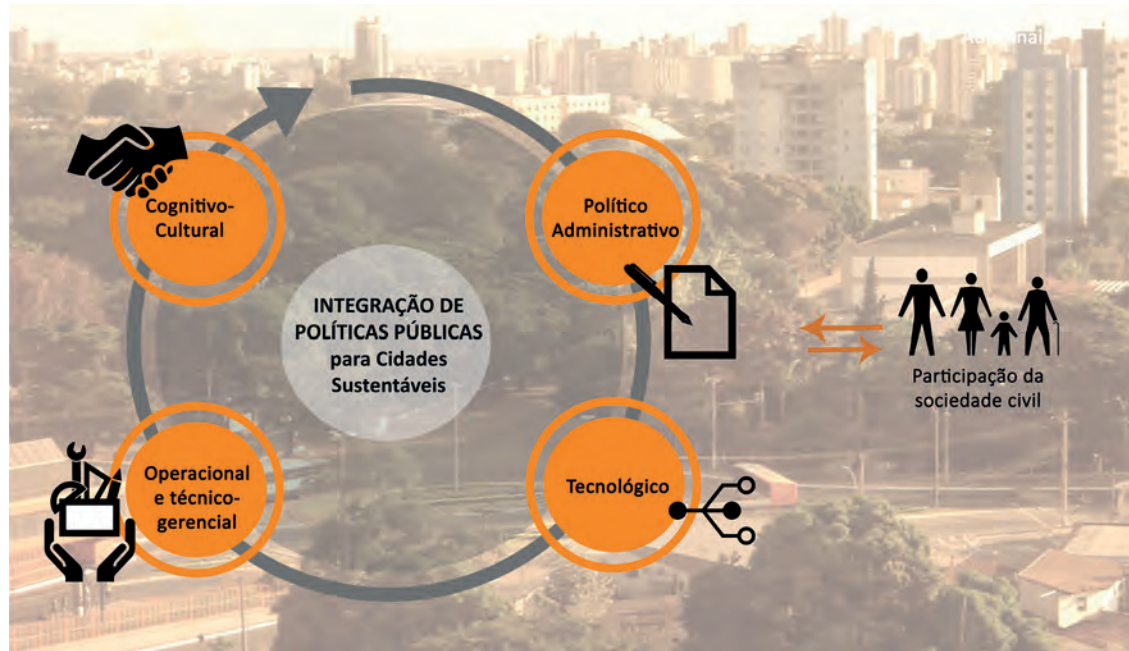 Cognitivo-
Cultural
Político
Administrativo
INTEGRAÇÃO DE
POLÍTICAS PÚBLICAS
para Cidades
Sustentáveis
Participação da
sociedade civil
Operacional
e técnico-
gerencial
Tecnológico